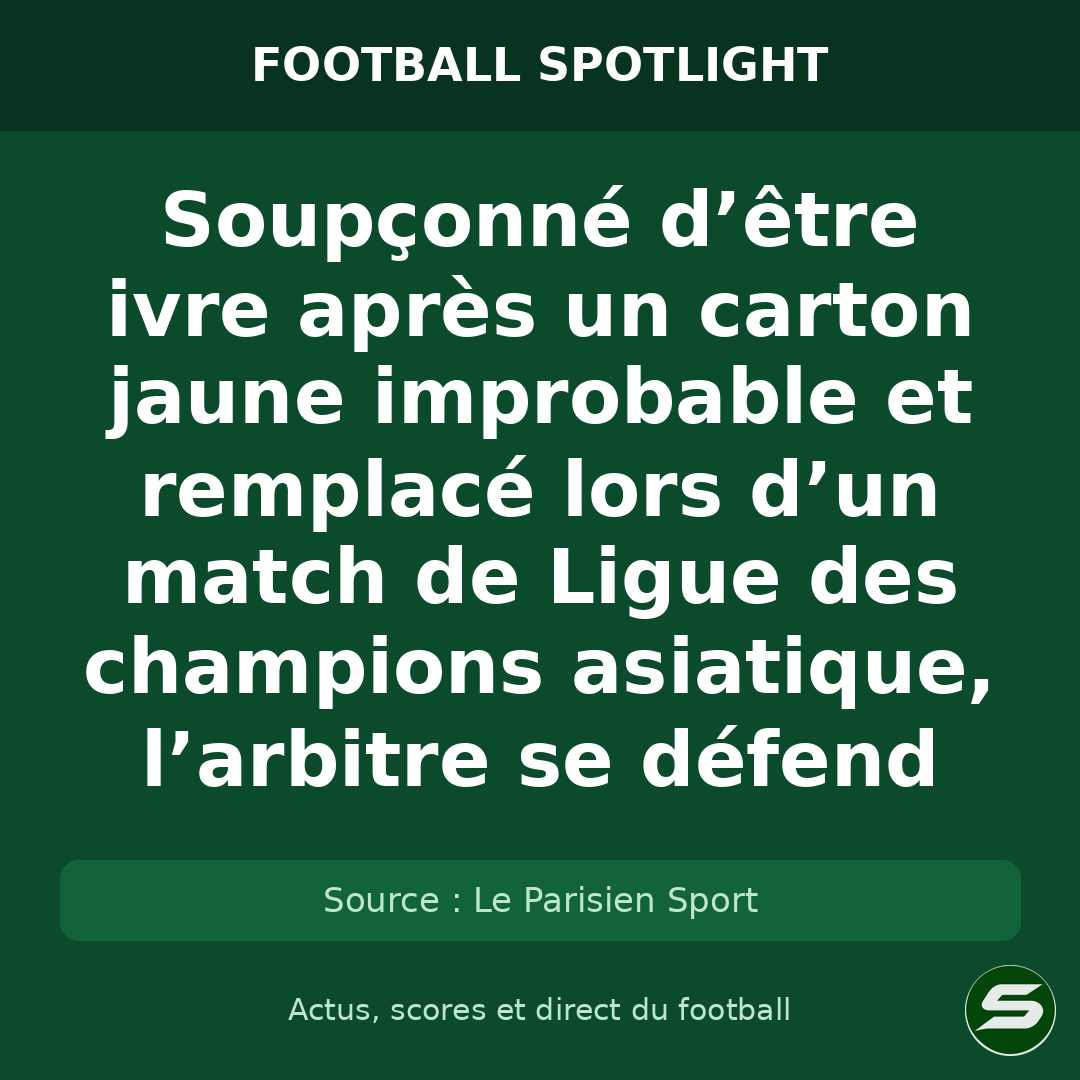 FOOTBALL SPOTLIGHT
Soupçonné d’être
ivre après un carton
jaune improbable et
remplacé lors d’un
match de Ligue des
champions asiatique,
l’arbitre se défend
Source : Le Parisien Sport
Actus, scores et direct du football
S